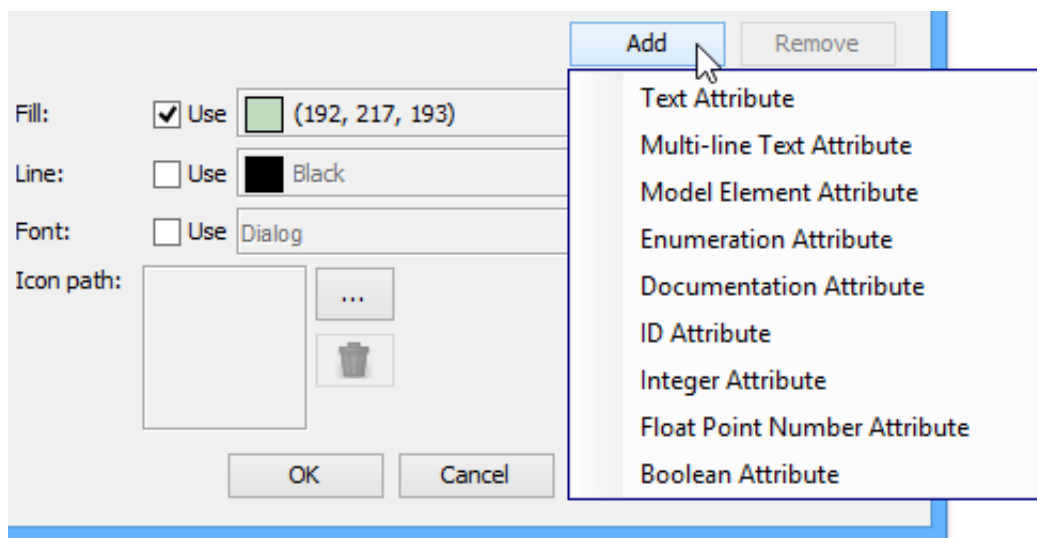 Add Remove
Text Attribute
Fill: Use (192, 217, 193)
Multi-line Text Attribute
Line: Use Black
Model Element Attribute
Font: Use Dialog
Enumeration Attribute
Icon path:
Documentation Attribute
...
ID Attribute
Integer Attribute
Float Point Number Attribute
OK Cancel
Boolean Attribute